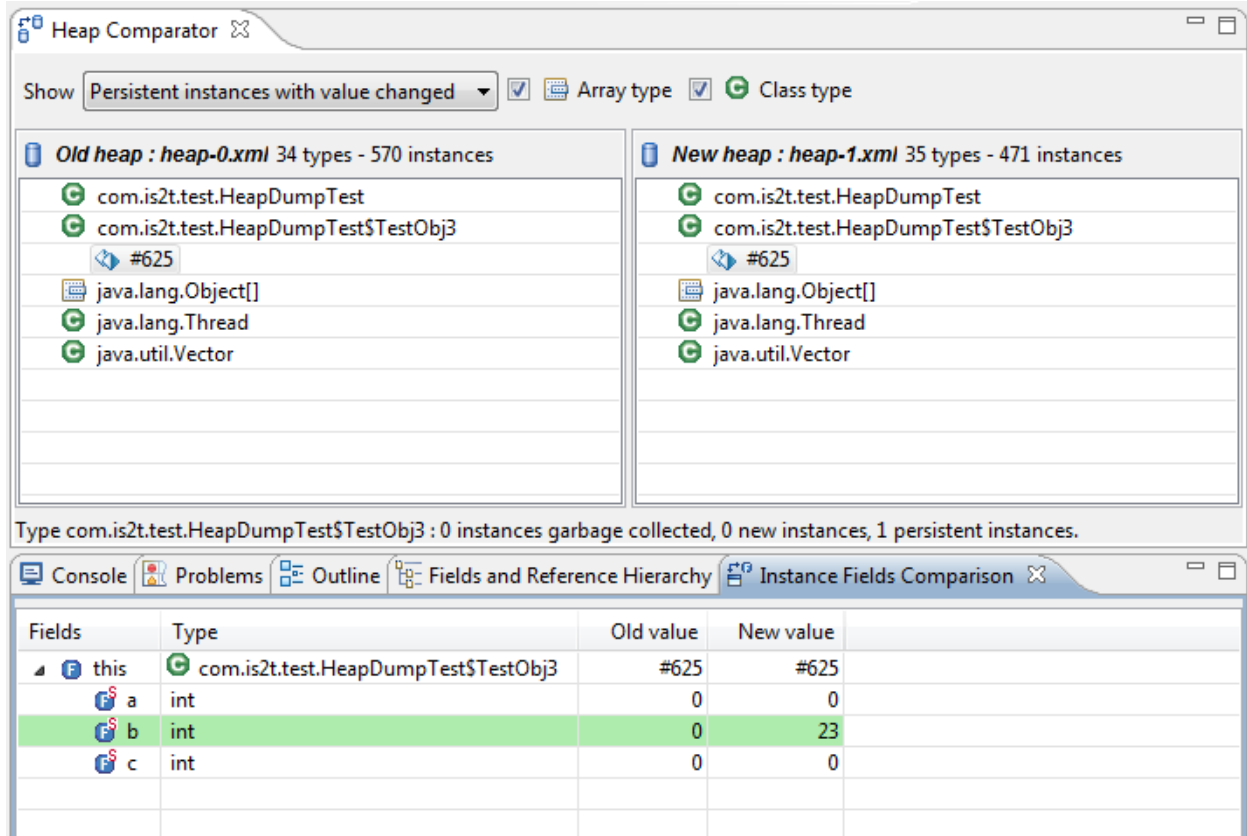 Heap Comparator
Show Persistent instances with value changed Array type C Class type
Old heap : heap-0.xml 34 types - 570 instances
C com.is2t.test.HeapDumpTest
C com.is2t.test.HeapDumpTest$TestObj3
#625
java.lang.Object[]
C java.lang.Thread
C java.util.Vector
New heap : heap-1.xml 35 types - 471 instances
C com.is2t.test.HeapDumpTest
C com.is2t.test.HeapDumpTest$TestObj3
#625
java.lang.Object[]
C java.lang.Thread
C java.util.Vector
Type com.is2t.test.HeapDumpTest$TestObj3 : 0 instances garbage collected, 0 new instances, 1 persistent instances.
Console Problems Outline Fields and Reference Hierarchy Instance Fields Comparison
Fields Type Old value New value
F this C com.is2t.test.HeapDumpTest$TestObj3 #625 #625
F S a int 0 0
F S b int 0 23
F S c int 0 0